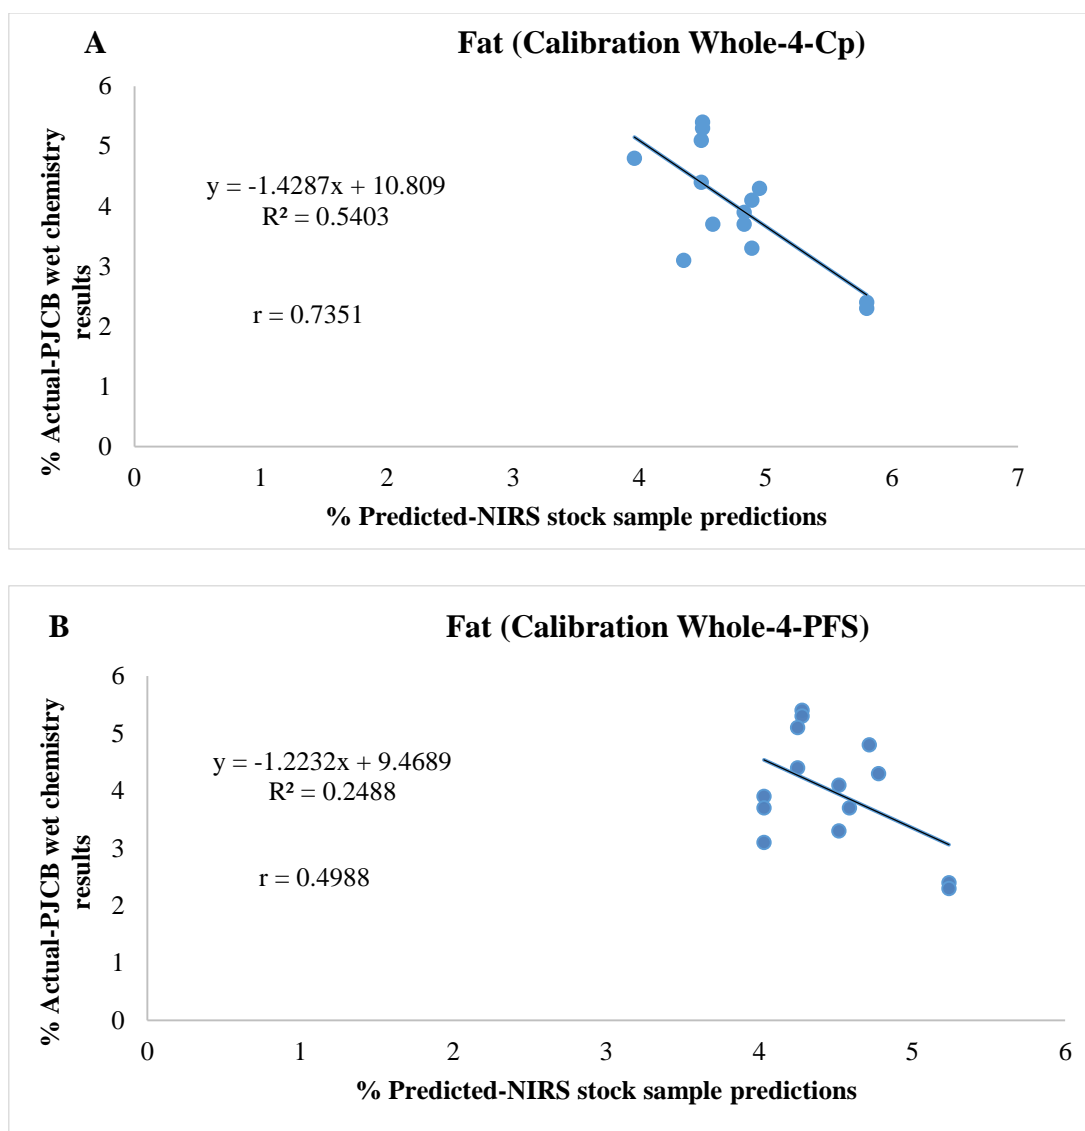 A
Fat (Calibration Whole-4-Cp)
6
5
4
3
2
1
0
% Actual-PJCB wet chemistry
results
y = -1.4287x + 10.809
R² = 0.5403
r = 0.7351
0 1 2 3 4 5 6 7
% Predicted-NIRS stock sample predictions
B
Fat (Calibration Whole-4-PFS)
6
5
4
3
2
1
0
% Actual-PJCB wet chemistry
results
y = -1.2232x + 9.4689
R² = 0.2488
r = 0.4988
0 1 2 3 4 5 6
% Predicted-NIRS stock sample predictions